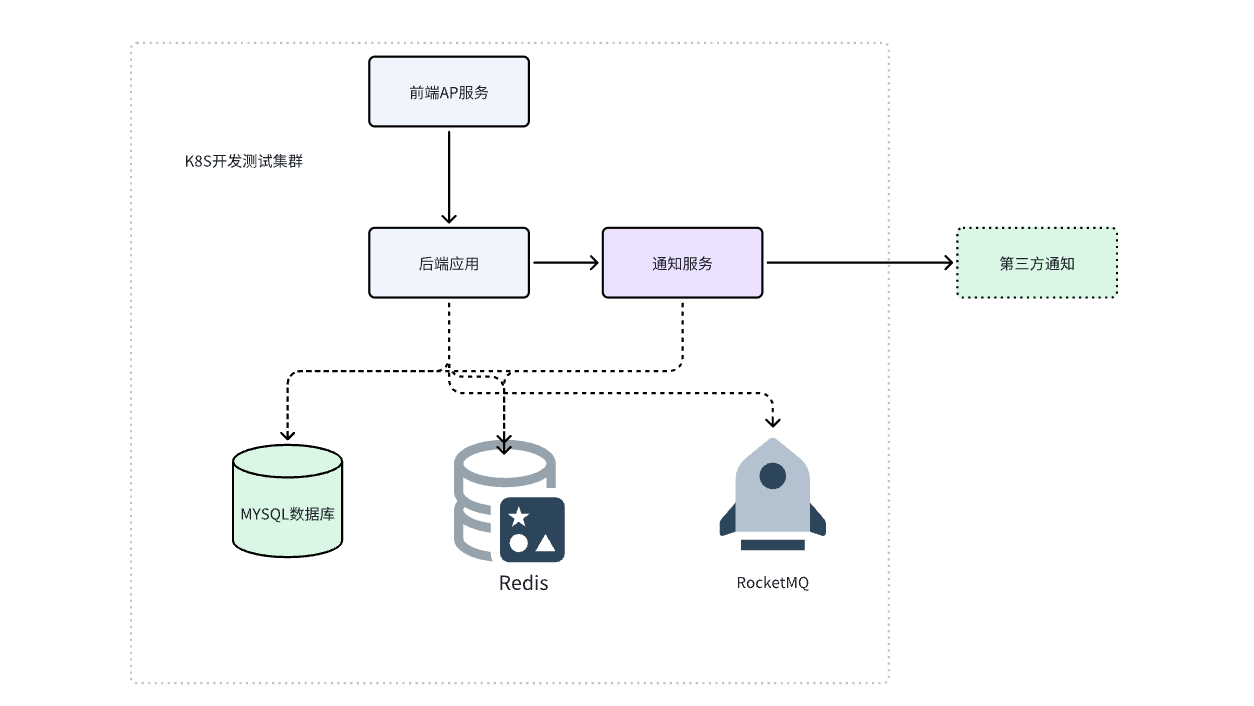 前端AP服务
K8S开发测试集群
后端应用
通知服务
第三方通知
MYSQL数据库
Redis
RocketMQ